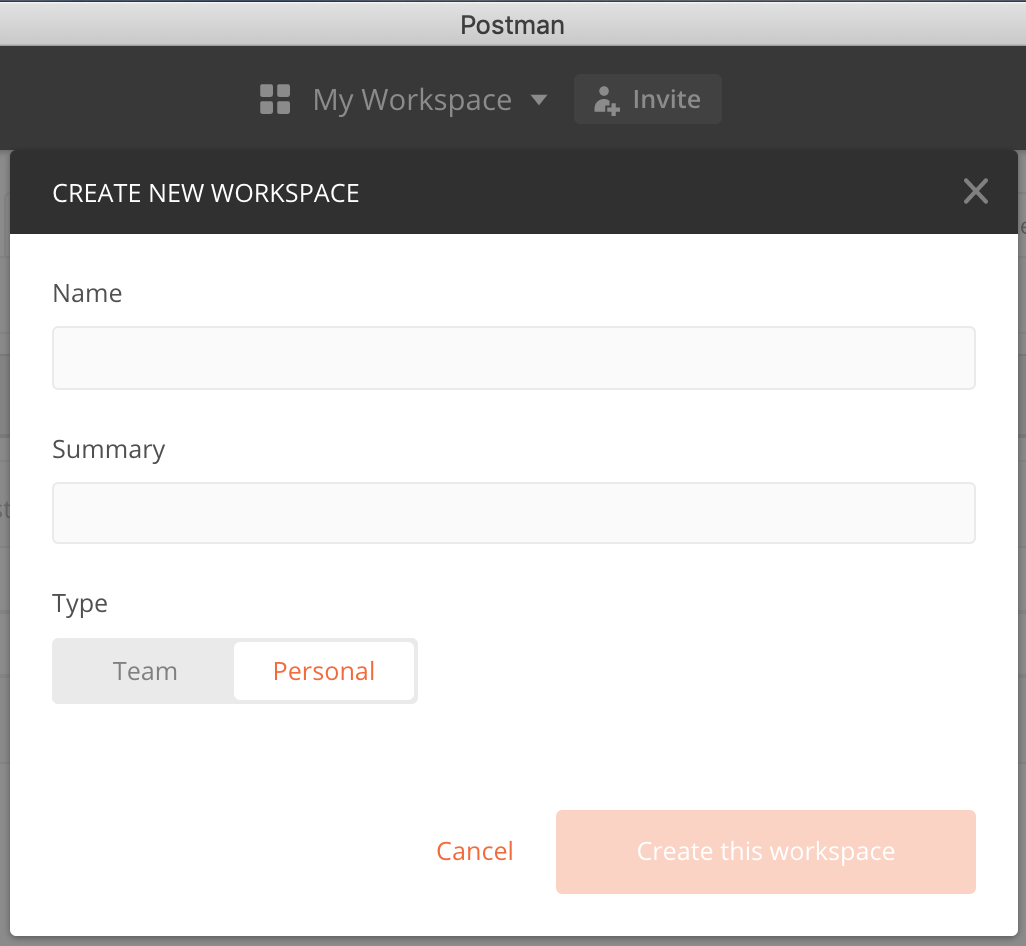 Postman
My Workspace
Invite
CREATE NEW WORKSPACE
Name
Summary
Type
Team Personal
Cancel Create this workspace